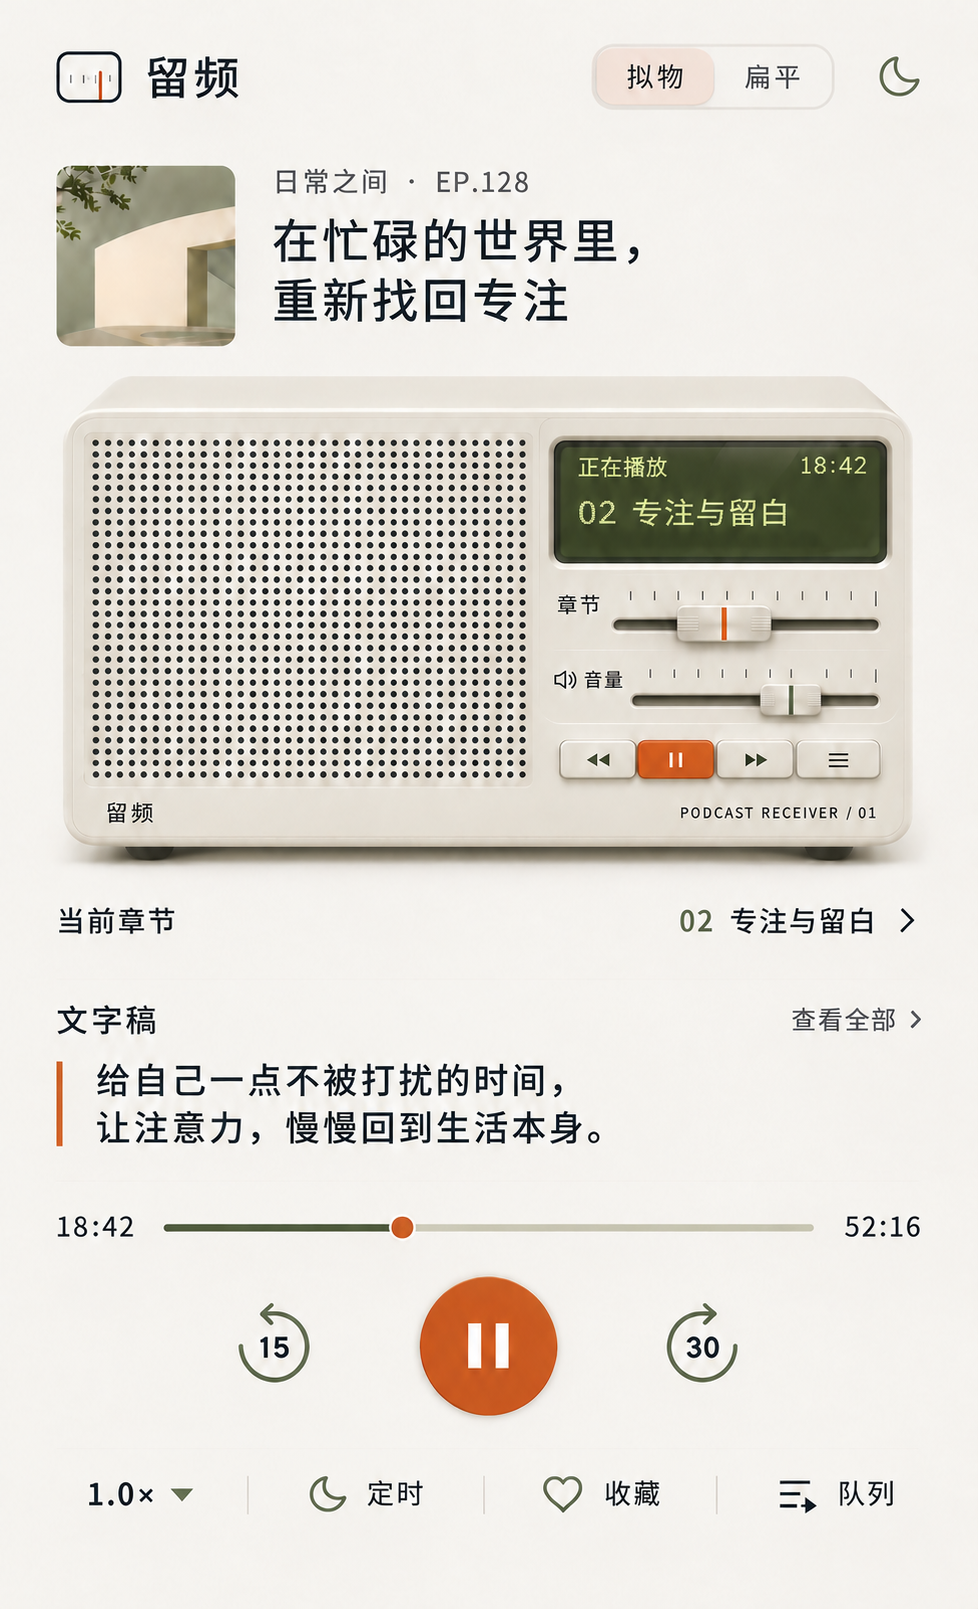 留频
拟物 扁平
日常之间 · EP.128
在忙碌的世界里，
重新找回专注
正在播放 18:42
02 专注与留白
章节
音量
留频 PODCAST RECEIVER / 01
当前章节 02 专注与留白
文字稿 查看全部
给自己一点不被打扰的时间，
让注意力，慢慢回到生活本身。
18:42 52:16
15 30
1.0× 定时 收藏 队列